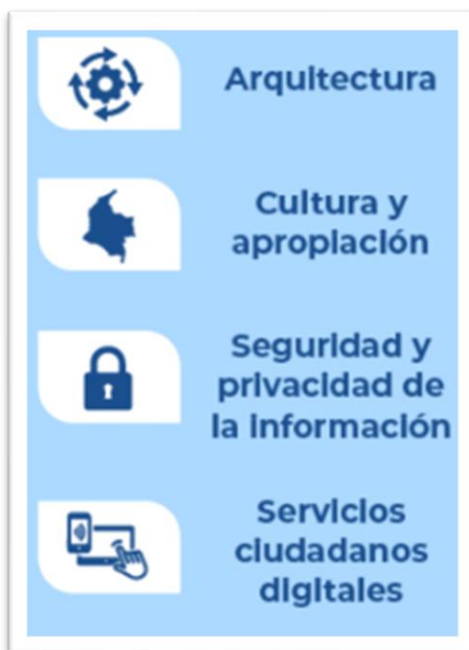 Arquitectura
Cultura y
apropiación
Seguridad y
privacidad de
la información
Servicios
ciudadanos
digitales